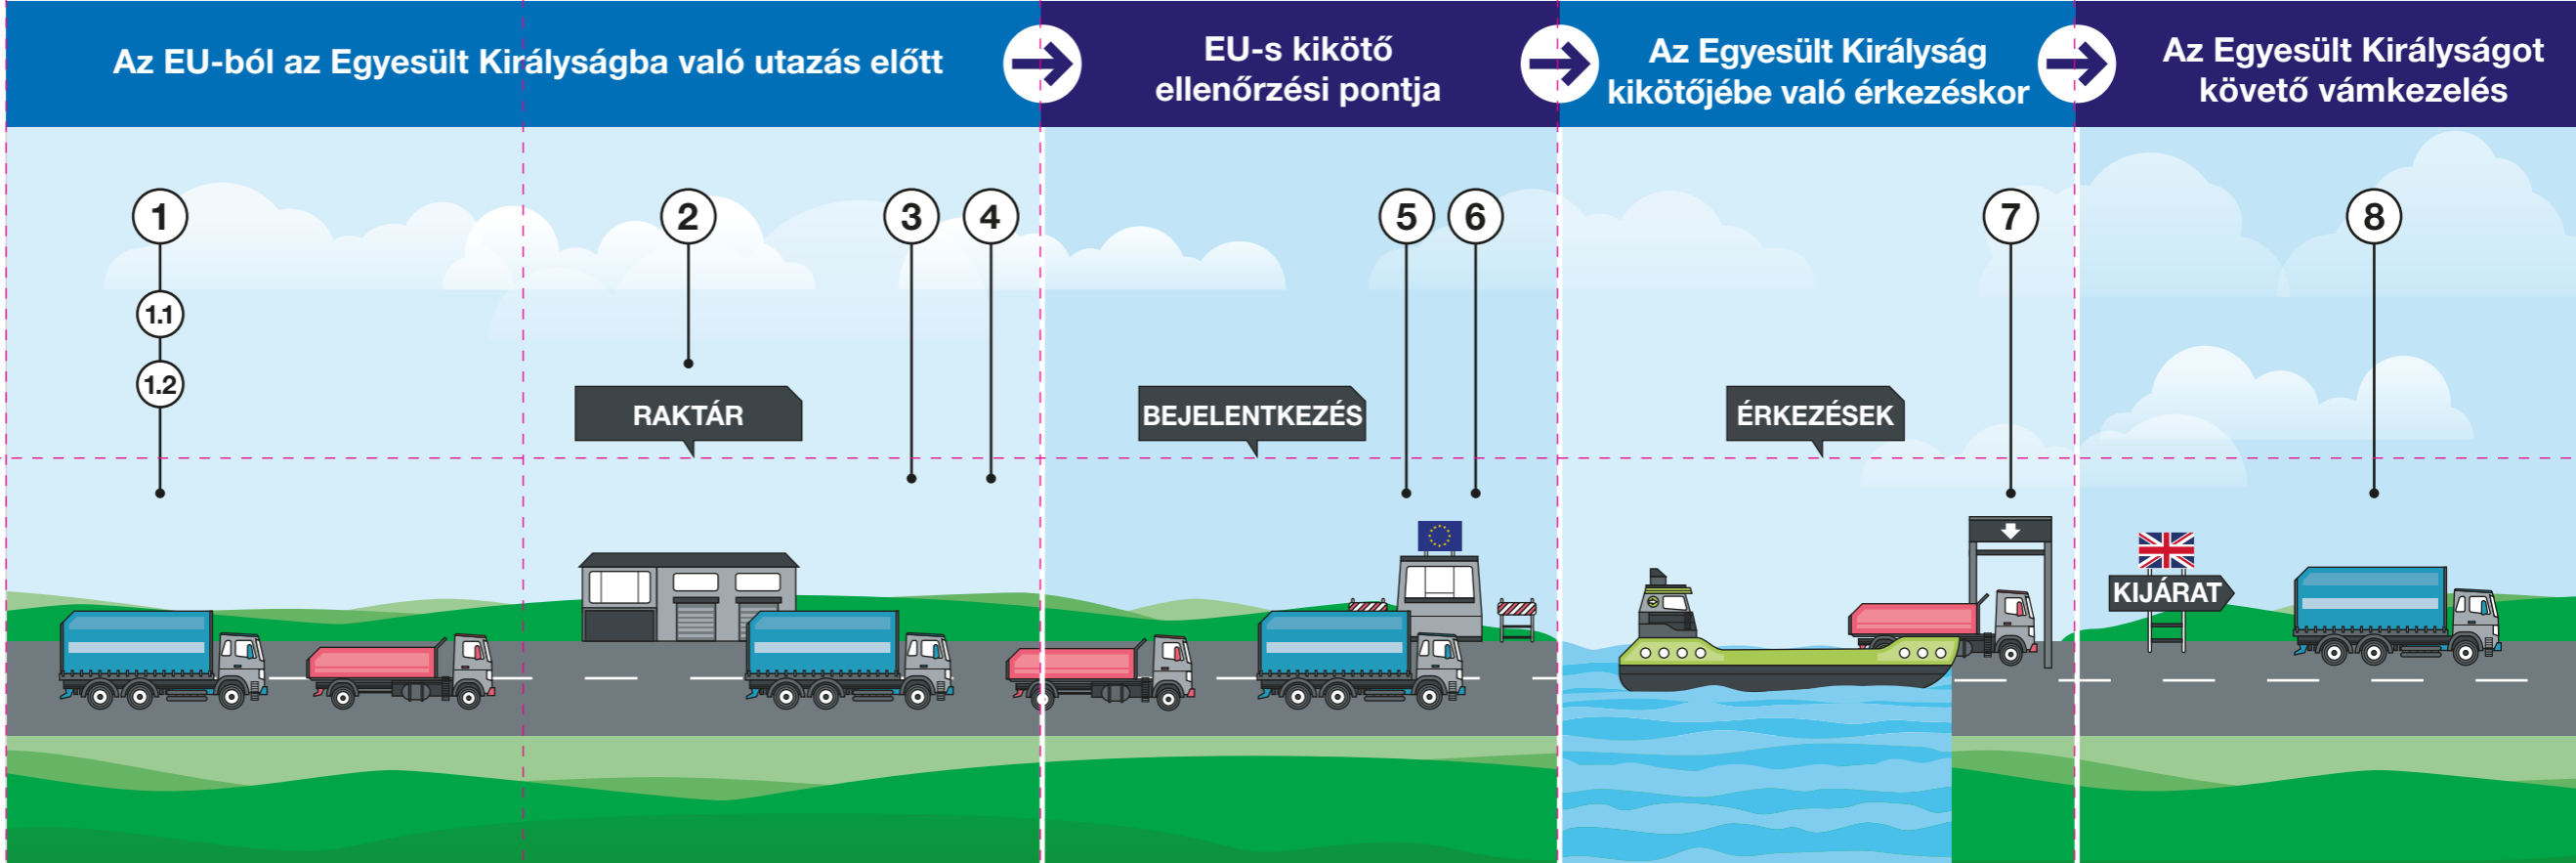 Az EU-ból az Egyesült Királyságba való utazás előtt
EU-s kikötő
ellenőrzési pontja
Az Egyesült Királyság
kikötőjébe való érkezéskor
Az Egyesült Királyságot
követő vámkezelés
1
1.1
1.2
2
3
4
5
6
7
8
RAKTÁR
BEJELENTKEZÉS
ÉRKEZÉSEK
KIJÁRAT